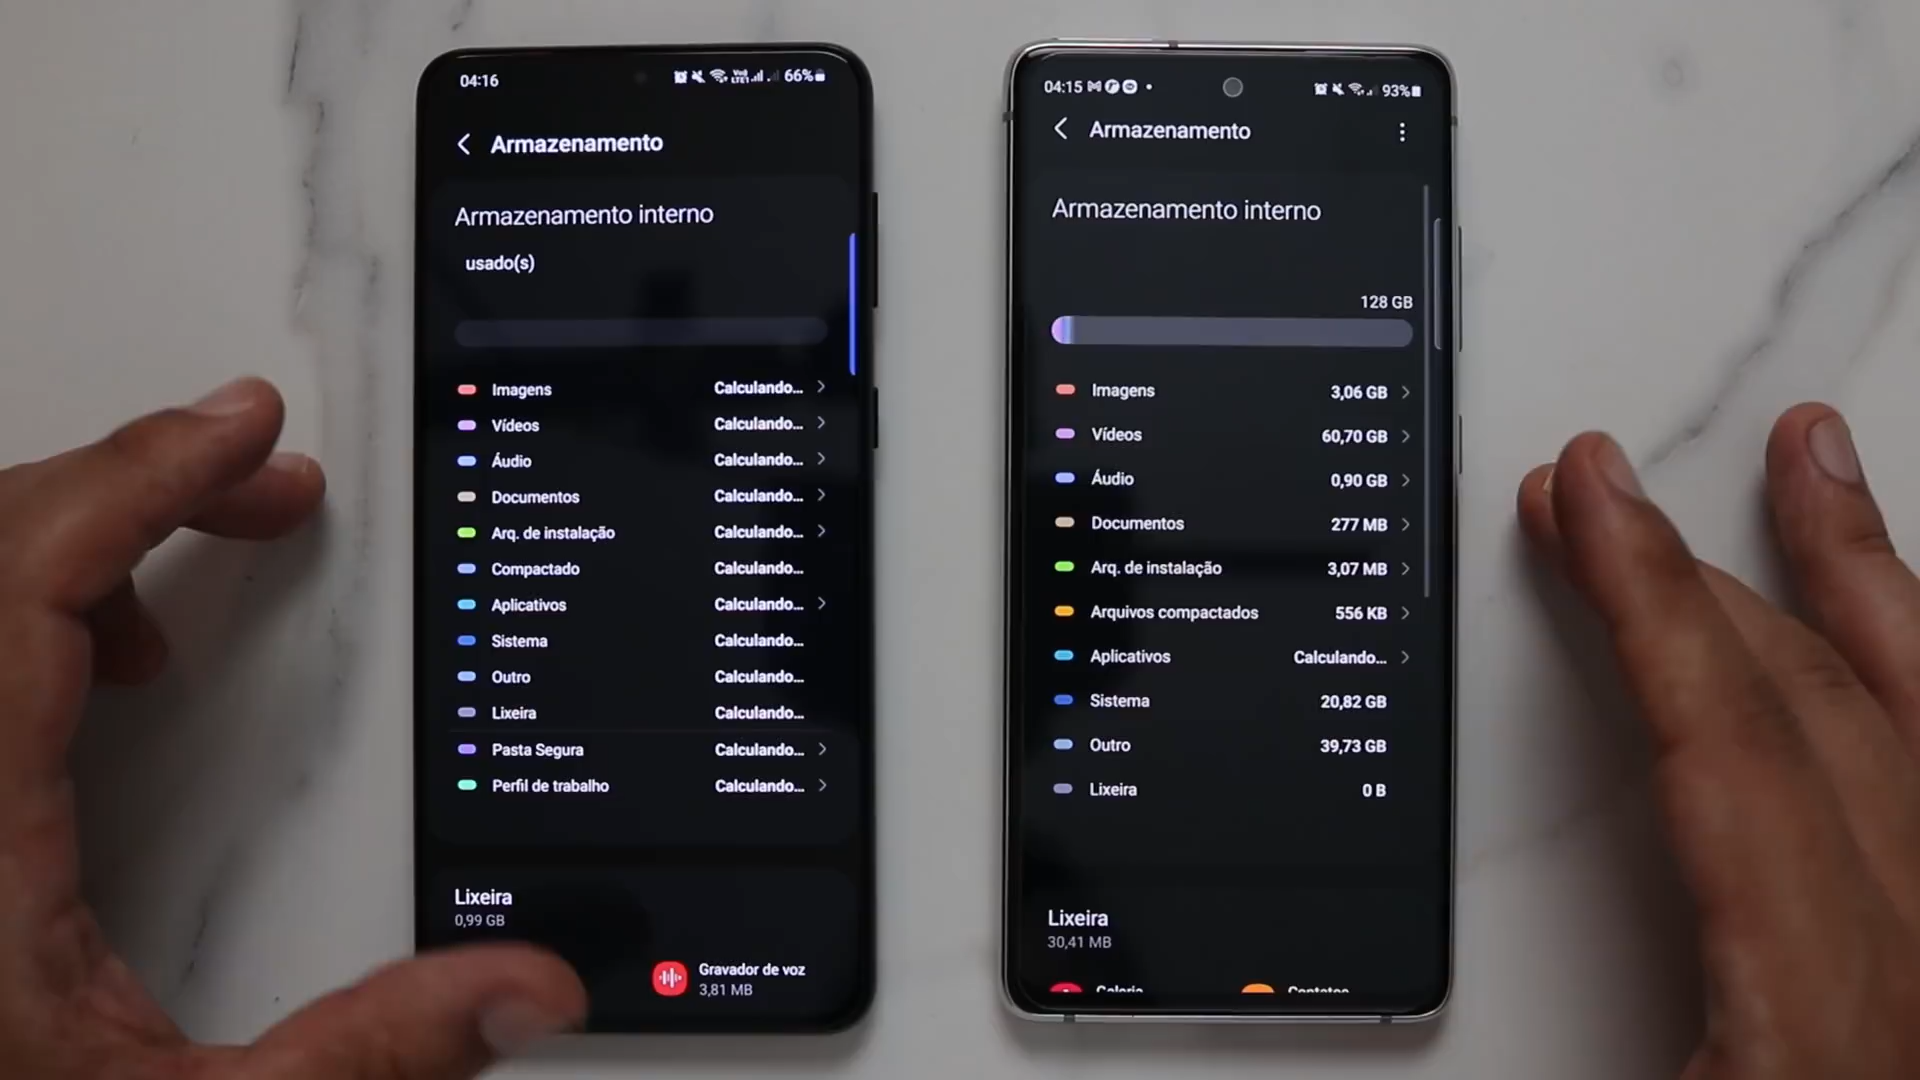 04:16
66%
Armazenamento
Armazenamento interno
usado(s)
Imagens Calculando...
Vídeos Calculando...
Áudio Calculando...
Documentos Calculando...
Arq. de instalação Calculando...
Compactado Calculando...
Aplicativos Calculando...
Sistema Calculando...
Outro Calculando...
Lixeira Calculando...
Pasta Segura Calculando...
Perfil de trabalho Calculando...
Lixeira
0,99 GB
Gravador de voz
3,81 MB
04:15
93%
Armazenamento
Armazenamento interno
128 GB
Imagens 3,06 GB
Vídeos 60,70 GB
Áudio 0,90 GB
Documentos 277 MB
Arq. de instalação 3,07 MB
Arquivos compactados 556 KB
Aplicativos Calculando...
Sistema 20,82 GB
Outro 39,73 GB
Lixeira 0 B
Lixeira
30,41 MB
Galeria Contatos